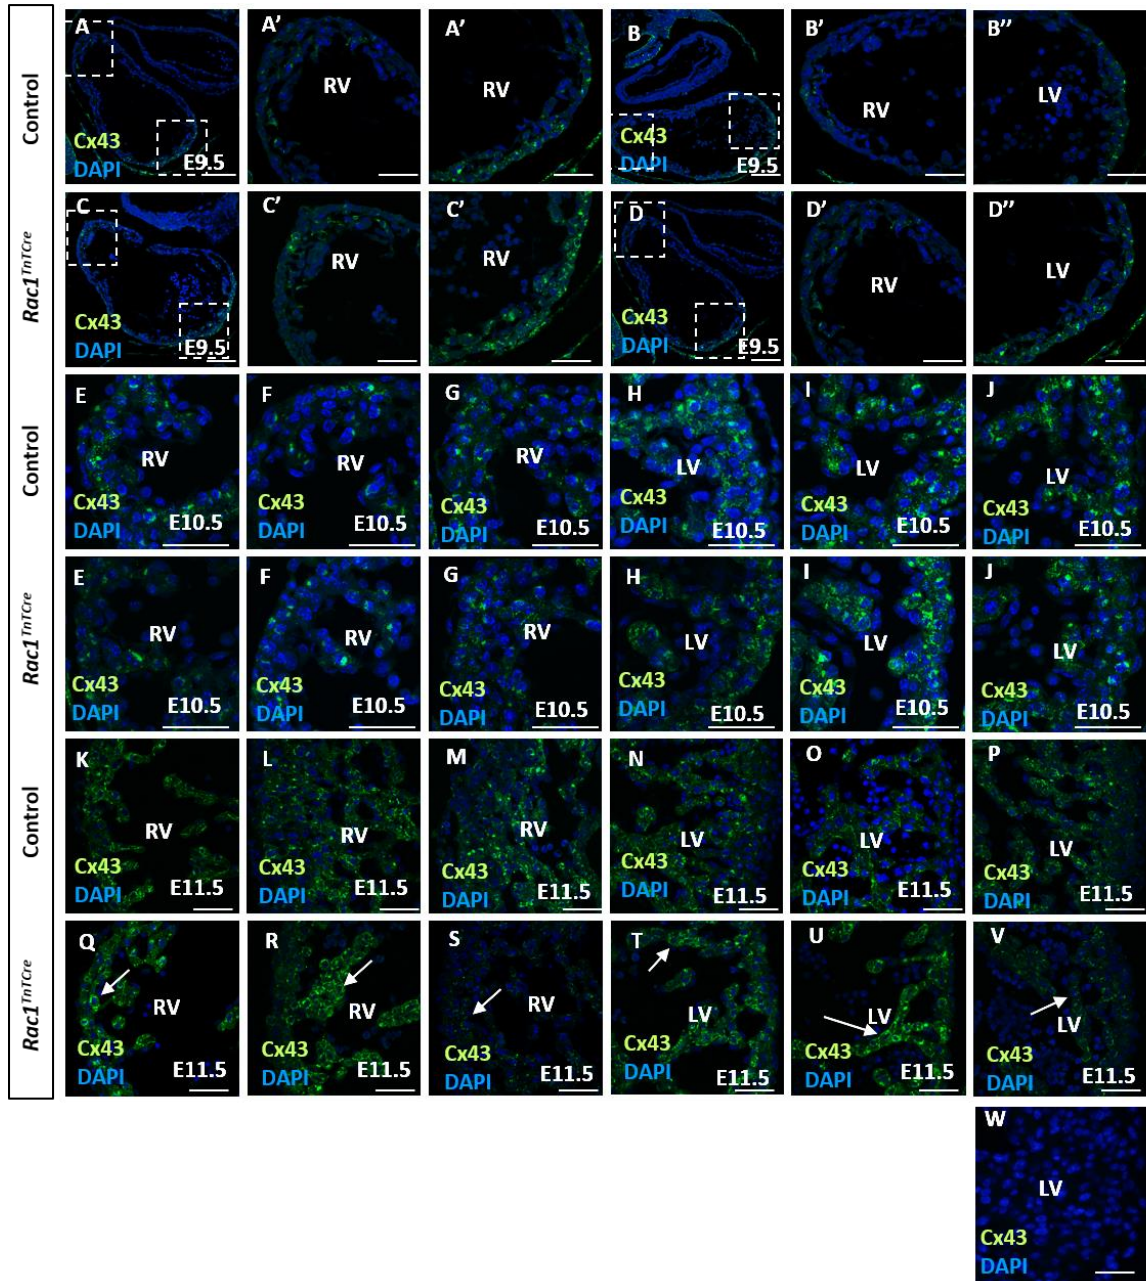 Control
A
Cx43
DAPI
E9.5
A'
RV
A'
RV
B
Cx43
DAPI
E9.5
B'
RV
B''
LV
Rac1^TnTCre
C
Cx43
DAPI
E9.5
C'
RV
C'
RV
D
Cx43
DAPI
E9.5
D'
RV
D''
LV
Control
E
RV
Cx43
DAPI
E10.5
F
RV
Cx43
DAPI
E10.5
G
RV
Cx43
DAPI
E10.5
H
LV
Cx43
DAPI
E10.5
I
LV
Cx43
DAPI
E10.5
J
LV
Cx43
DAPI
E10.5
Rac1^TnTCre
E
RV
Cx43
DAPI
E10.5
F
RV
Cx43
DAPI
E10.5
G
RV
Cx43
DAPI
E10.5
H
LV
Cx43
DAPI
E10.5
I
LV
Cx43
DAPI
E10.5
J
LV
Cx43
DAPI
E10.5
Control
K
RV
Cx43
DAPI
E11.5
L
RV
Cx43
DAPI
E11.5
M
RV
Cx43
DAPI
E11.5
N
LV
Cx43
DAPI
E11.5
O
LV
Cx43
DAPI
E11.5
P
LV
Cx43
DAPI
E11.5
Rac1^TnTCre
Q
RV
Cx43
DAPI
E11.5
R
RV
Cx43
DAPI
E11.5
S
RV
Cx43
DAPI
E11.5
T
LV
Cx43
DAPI
E11.5
U
LV
Cx43
DAPI
E11.5
V
LV
Cx43
DAPI
E11.5
W
LV
Cx43
DAPI